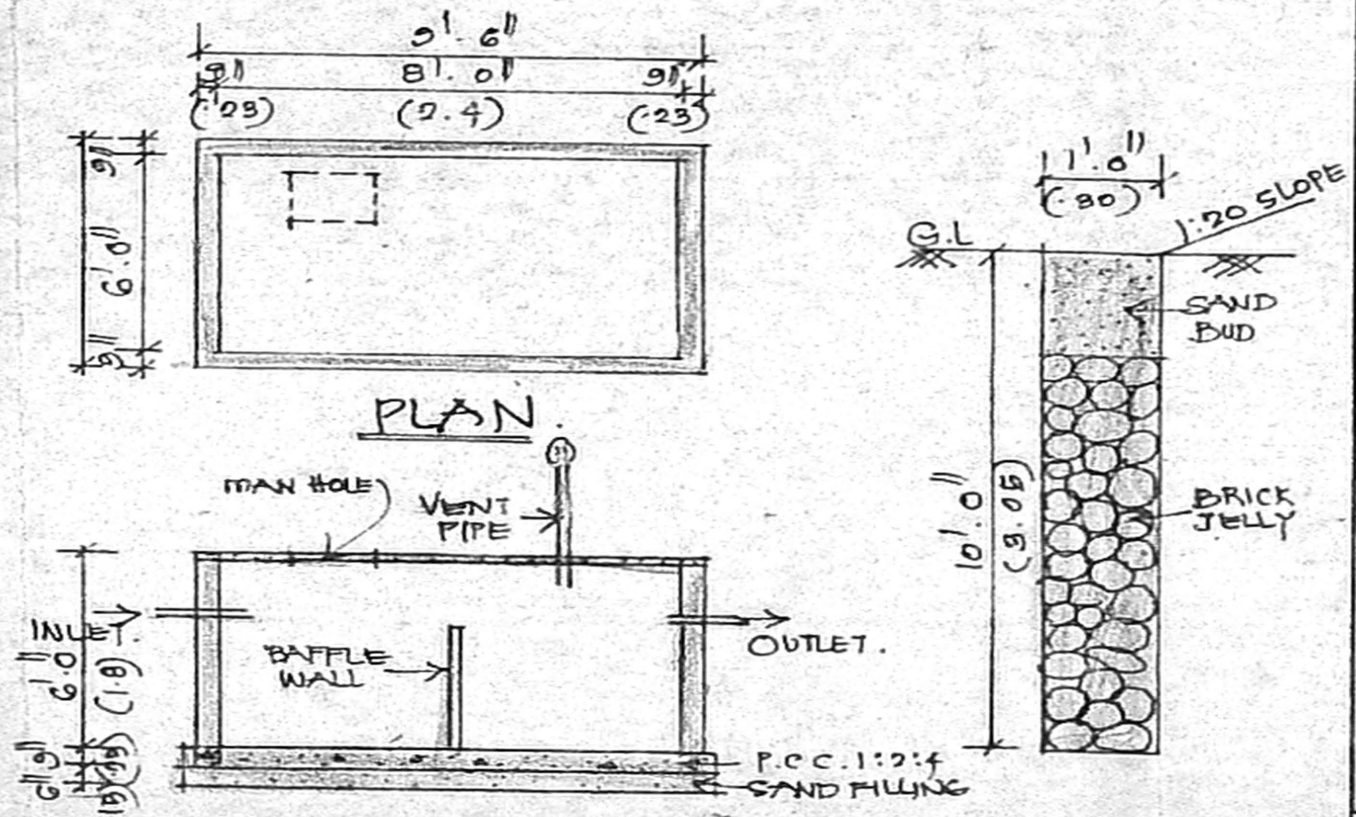 9'.6"
9" 8'.0" 9"
(.23) (2.4) (.23)
9"
6'.0"
9"
PLAN.
MAN HOLE
VENT
PIPE
INLET.
BAFFLE
WALL
OUTLET.
6'.0"
(1.8)
9"
6"
P.C.C. 1:2:4
SAND FILLING
1'.0"
(.30)
G.L
1:20 SLOPE
SAND
BUD
10'.0"
(3.05)
BRICK
JELLY